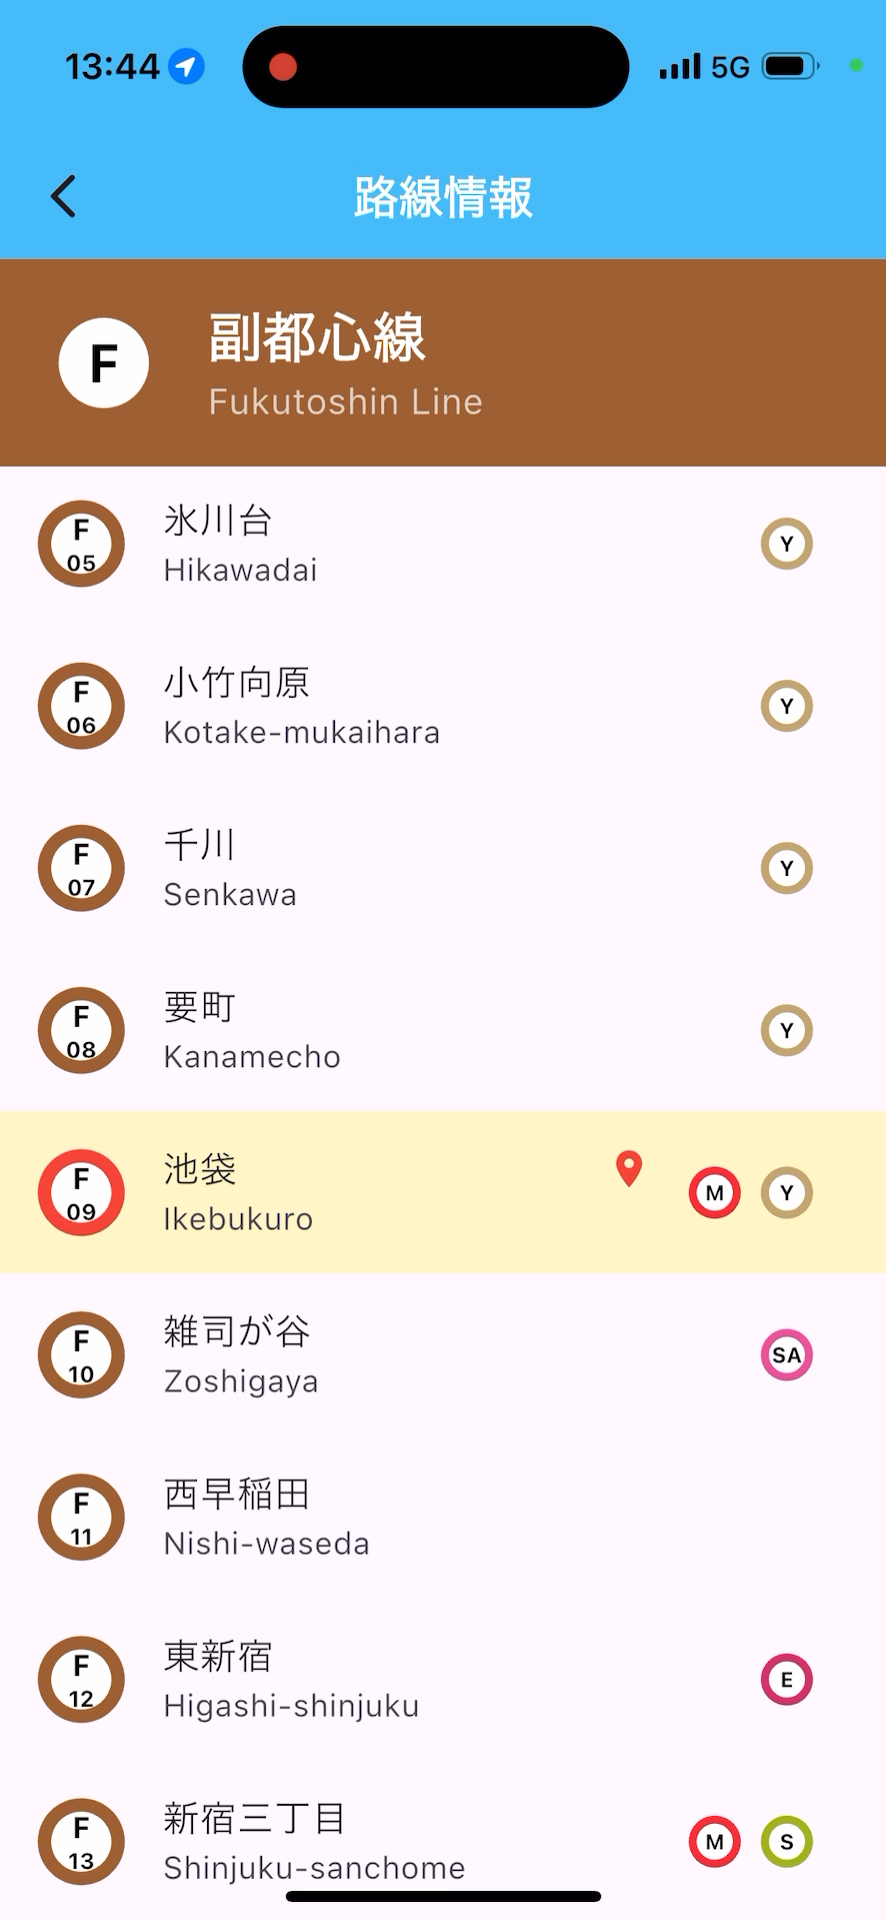 13:44
5G
路線情報
F
副都心線
Fukutoshin Line
F
05
氷川台
Hikawadai
Y
F
06
小竹向原
Kotake-mukaihara
Y
F
07
千川
Senkawa
Y
F
08
要町
Kanamecho
Y
F
09
池袋
Ikebukuro
M
Y
F
10
雑司が谷
Zoshigaya
SA
F
11
西早稲田
Nishi-waseda
F
12
東新宿
Higashi-shinjuku
E
F
13
新宿三丁目
Shinjuku-sanchome
M
S